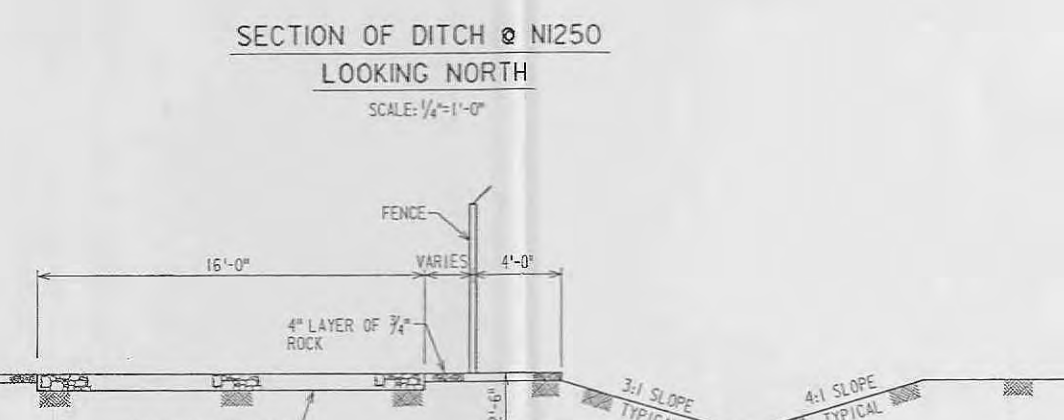 SECTION OF DITCH @ N1250
LOOKING NORTH
SCALE: 1/4"=1'-0"
FENCE
16'-0"
VARIES
4'-0"
4" LAYER OF 3/4"
ROCK
3:1 SLOPE
TYPICAL
4:1 SLOPE
TYPICAL